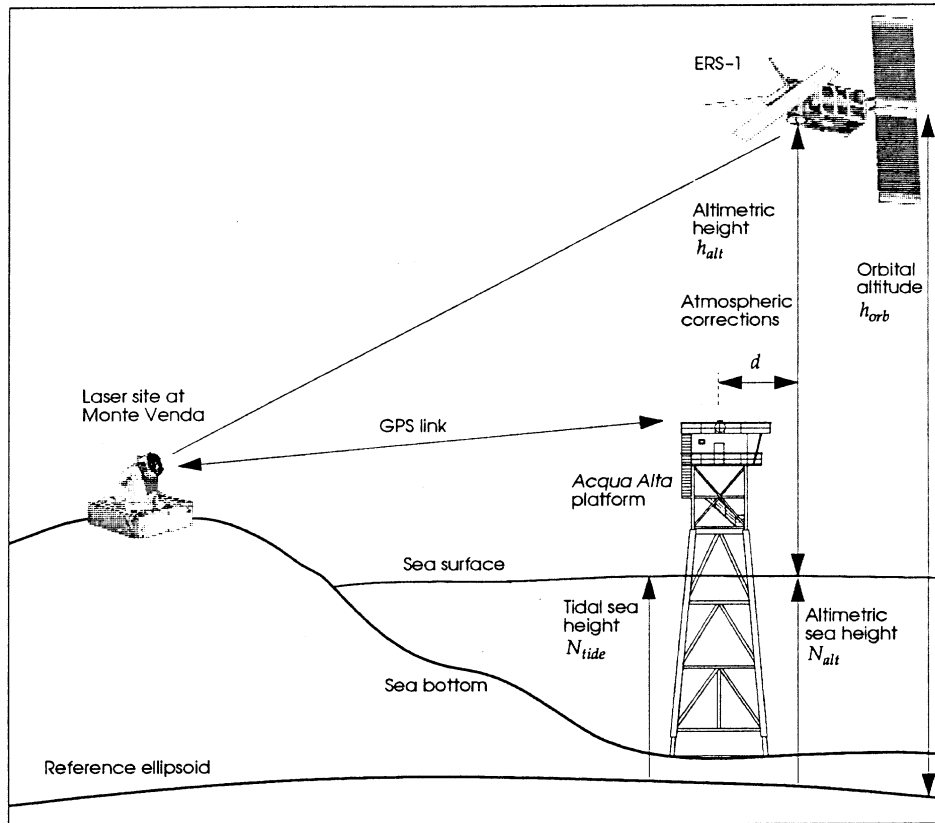 ERS-1
Altimetric
height
h_alt
Orbital
altitude
h_orb
Atmospheric
corrections
d
Laser site at
Monte Venda
GPS link
Acqua Alta
platform
Sea surface
Tidal sea
height
N_tide
Altimetric
sea height
N_alt
Sea bottom
Reference ellipsoid